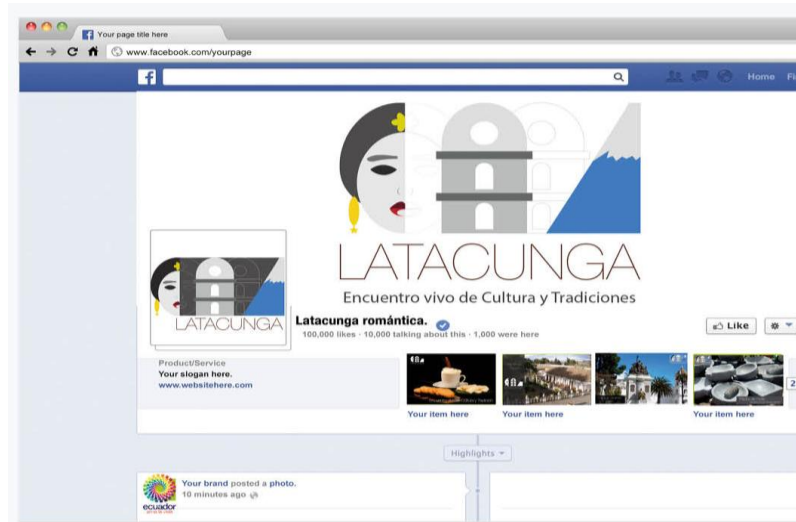 Your page title here
www.facebook.com/yourpage
Home
LATACUNGA
Encuentro vivo de Cultura y Tradiciones
LATACUNGA
Latacunga romántica.
100,000 likes · 10,000 talking about this · 1,000 were here
Like
Product/Service
Your slogan here.
www.websitehere.com
Your item here
Your item here
Your item here
Highlights
Your brand posted a photo.
10 minutes ago
ecuador